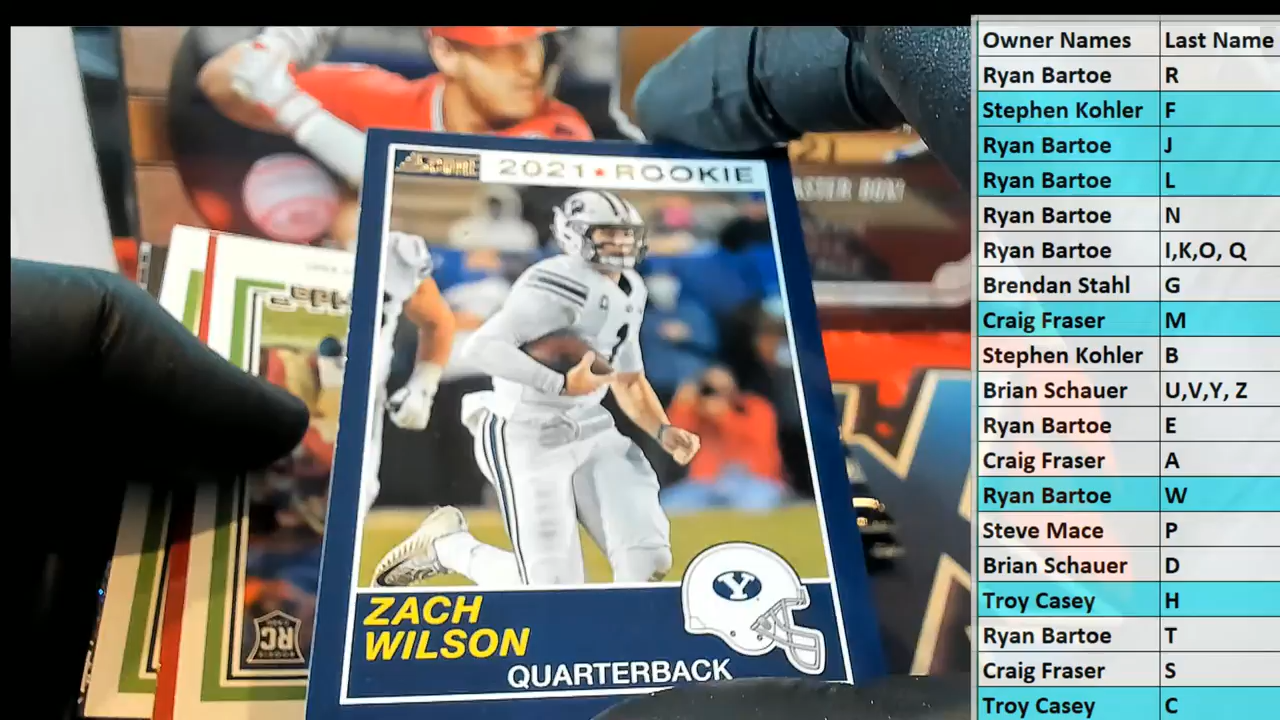 SCORE 2021 ★ ROOKIE
ZACH
WILSON
QUARTERBACK
Y
RC
Owner Names Last Name
Ryan Bartoe R
Stephen Kohler F
Ryan Bartoe J
Ryan Bartoe L
Ryan Bartoe N
Ryan Bartoe I,K,O, Q
Brendan Stahl G
Craig Fraser M
Stephen Kohler B
Brian Schauer U,V,Y, Z
Ryan Bartoe E
Craig Fraser A
Ryan Bartoe W
Steve Mace P
Brian Schauer D
Troy Casey H
Ryan Bartoe T
Craig Fraser S
Troy Casey C